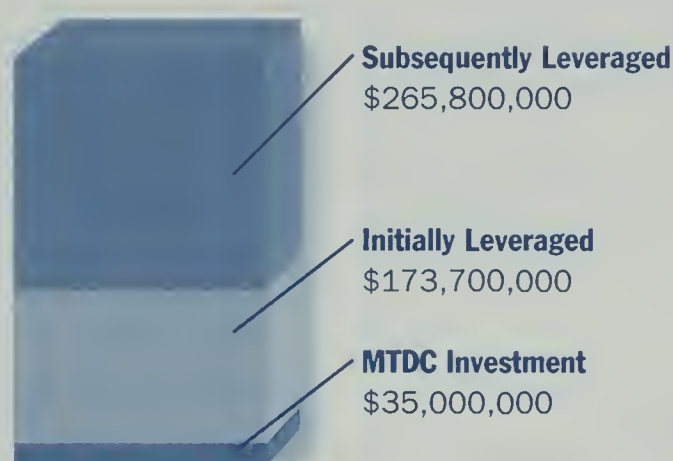 Subsequently Leveraged
$265,800,000
Initially Leveraged
$173,700,000
MTDC Investment
$35,000,000